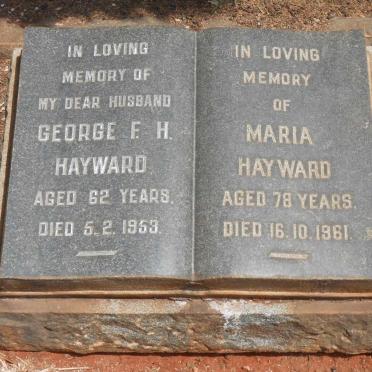 IN LOVING
MEMORY OF
MY DEAR HUSBAND
GEORGE F. H.
HAYWARD
AGED 62 YEARS.
DIED 5.2.1953.
IN LOVING
MEMORY
OF
MARIA
HAYWARD
AGED 78 YEARS.
DIED 16.10.1961.